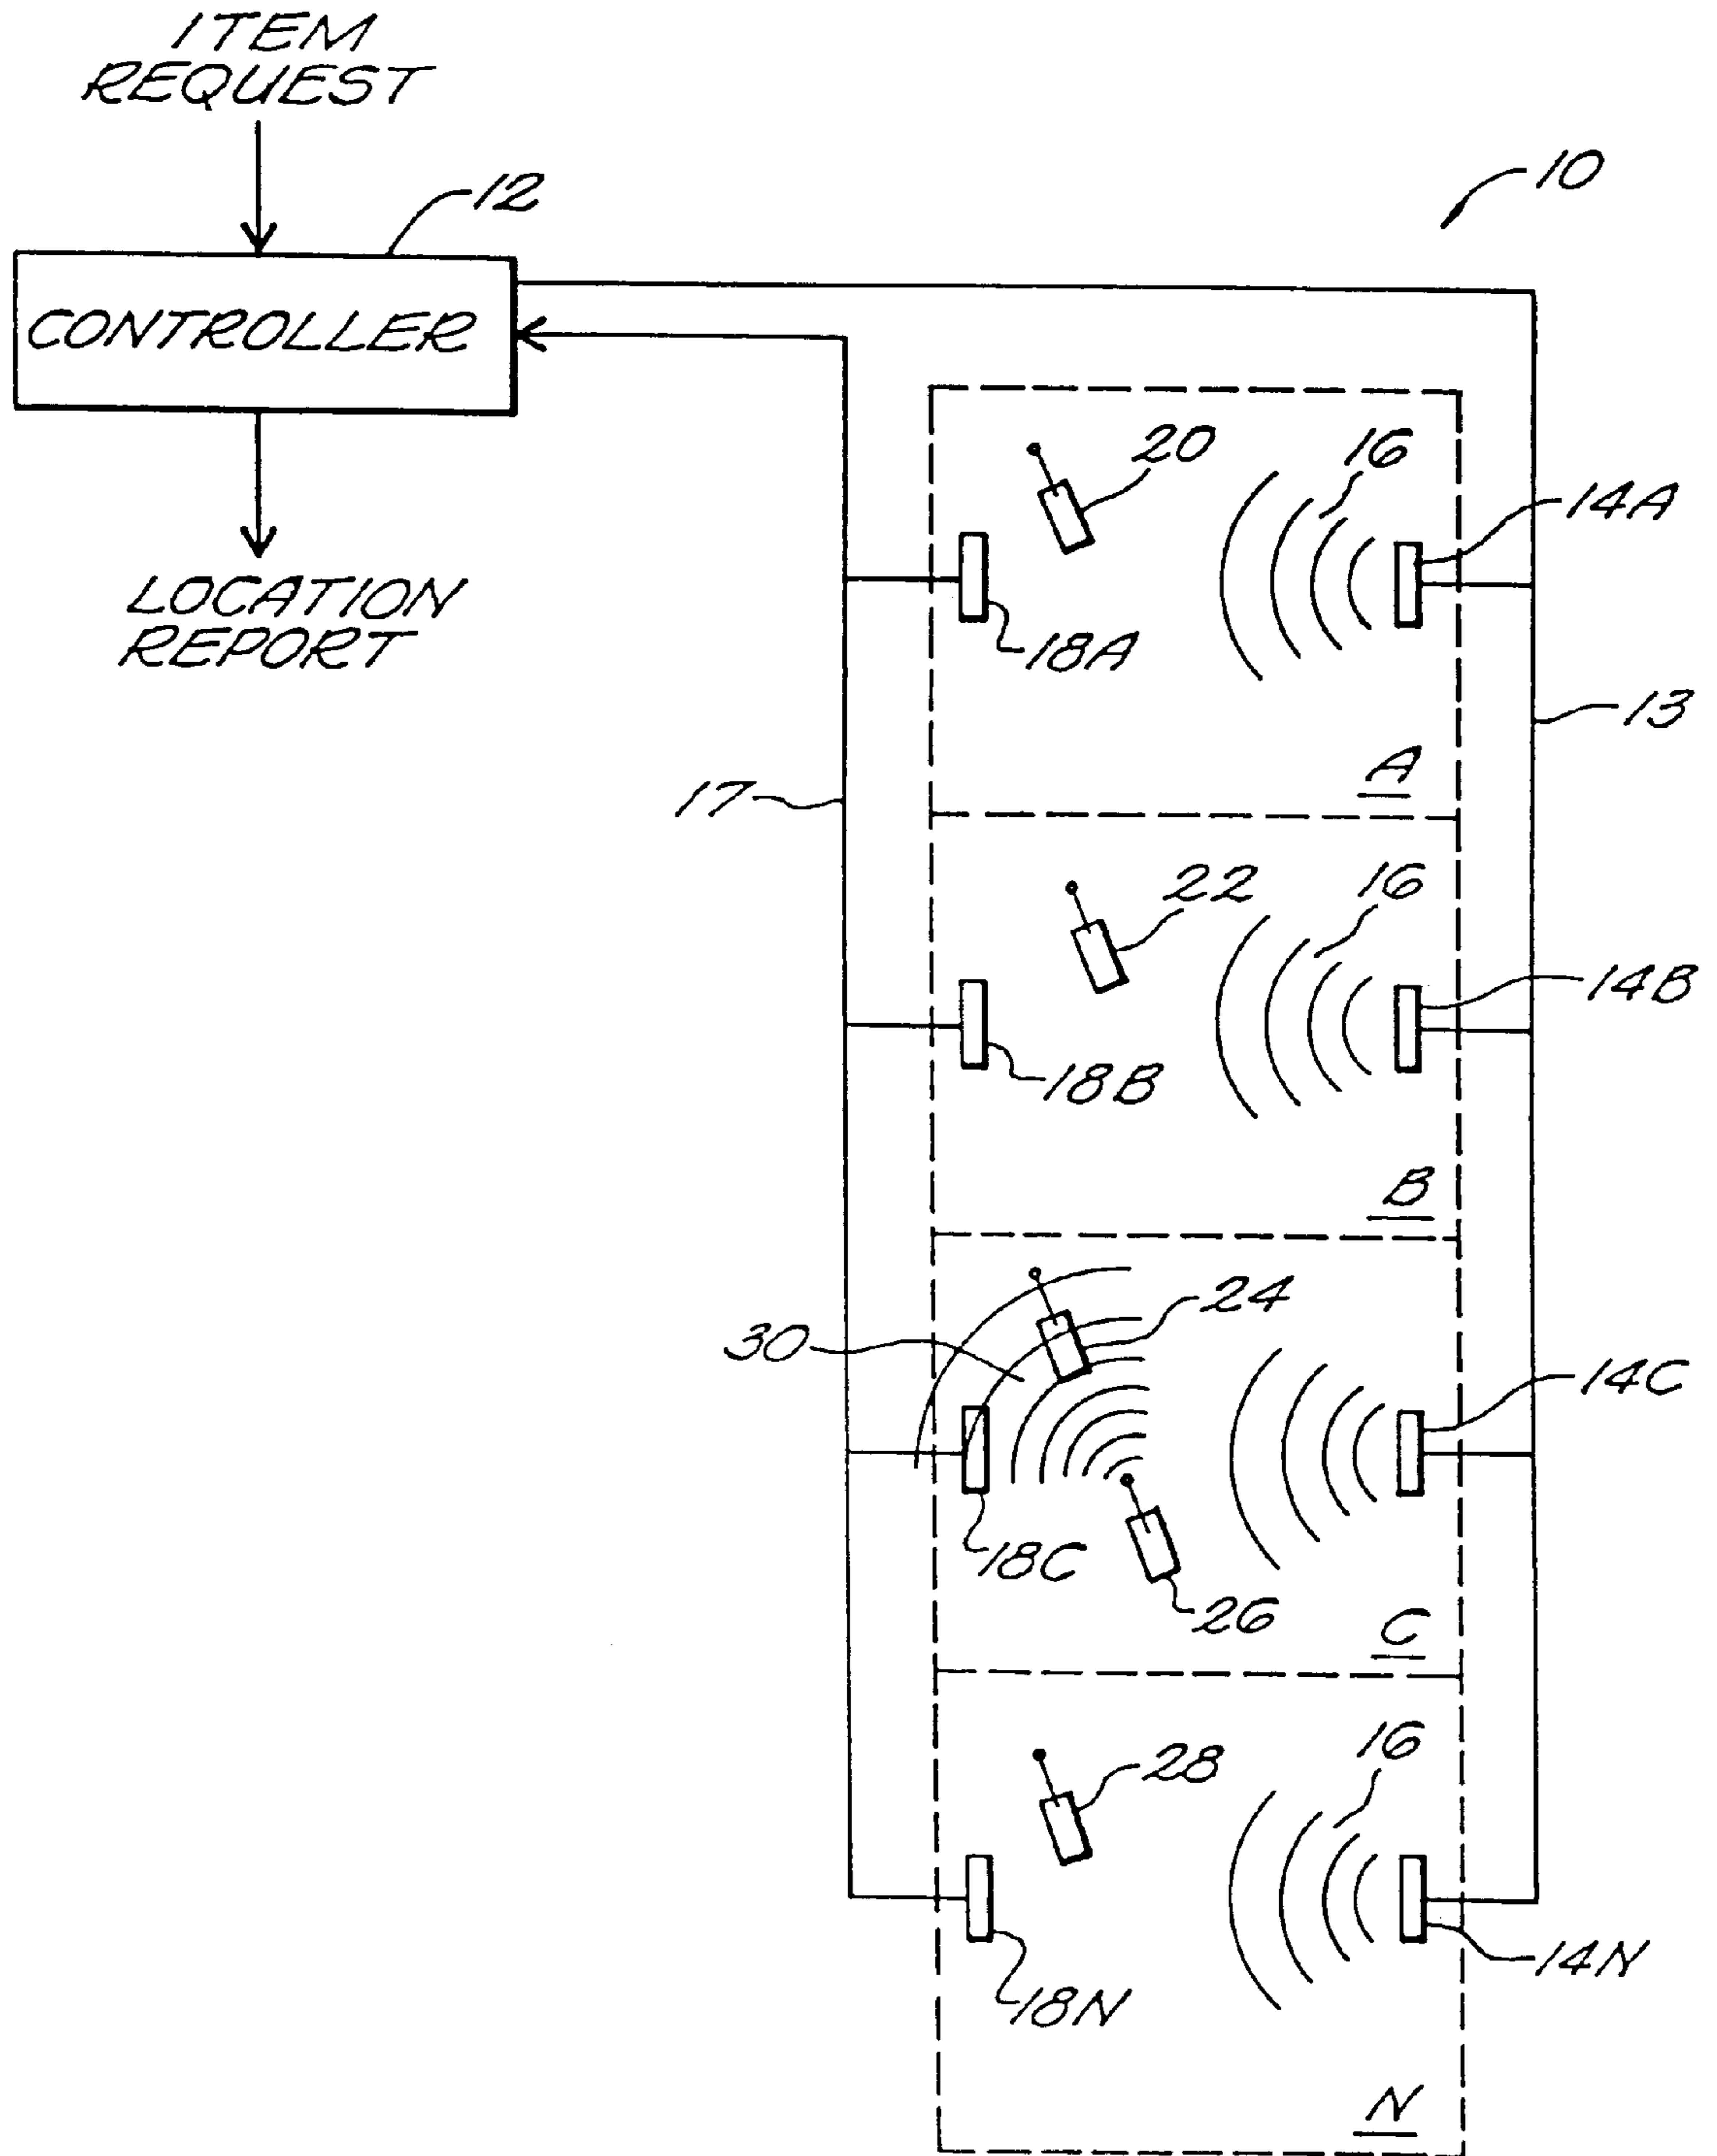 ITEM
REQUEST
12
10
CONTROLLER
LOCATION
REPORT
20
16
14A
18A
13
A
17
22
16
14B
18B
B
24
30
14C
18C
26
C
28
16
14N
18N
N